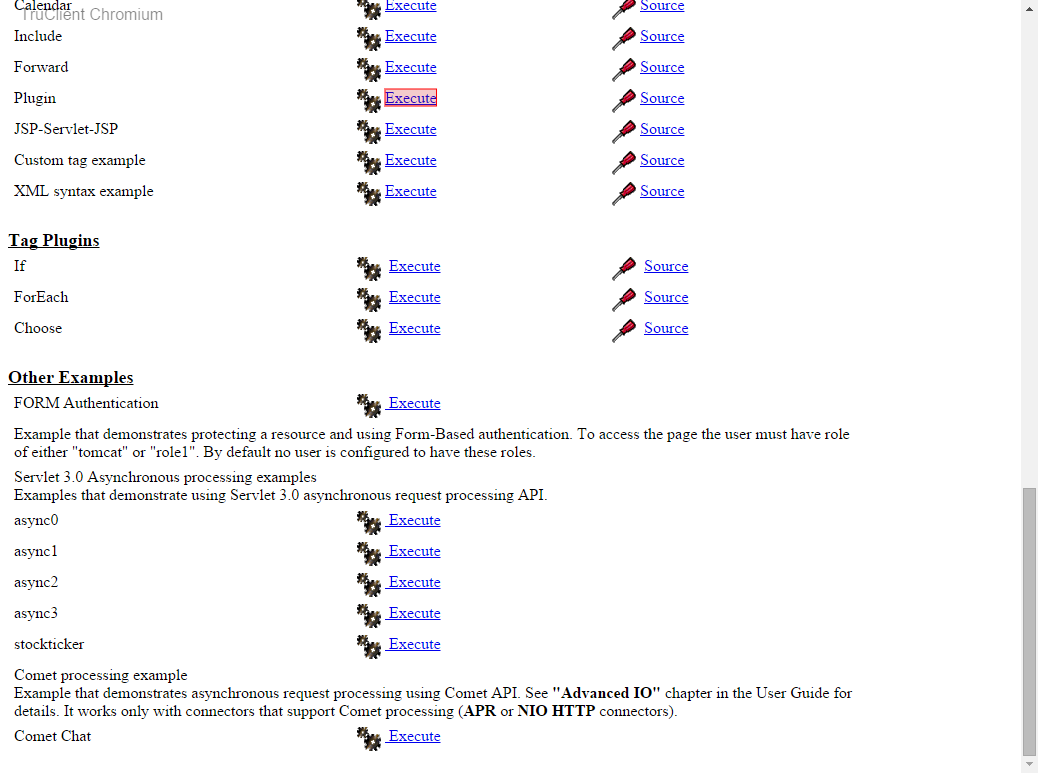 Calendar Execute Source
TruClient Chromium
Include Execute Source
Forward Execute Source
Plugin Execute Source
JSP-Servlet-JSP Execute Source
Custom tag example Execute Source
XML syntax example Execute Source
Tag Plugins
If Execute Source
ForEach Execute Source
Choose Execute Source
Other Examples
FORM Authentication Execute
Example that demonstrates protecting a resource and using Form-Based authentication. To access the page the user must have role
of either "tomcat" or "role1". By default no user is configured to have these roles.
Servlet 3.0 Asynchronous processing examples
Examples that demonstrate using Servlet 3.0 asynchronous request processing API.
async0 Execute
async1 Execute
async2 Execute
async3 Execute
stockticker Execute
Comet processing example
Example that demonstrates asynchronous request processing using Comet API. See "Advanced IO" chapter in the User Guide for
details. It works only with connectors that support Comet processing (APR or NIO HTTP connectors).
Comet Chat Execute